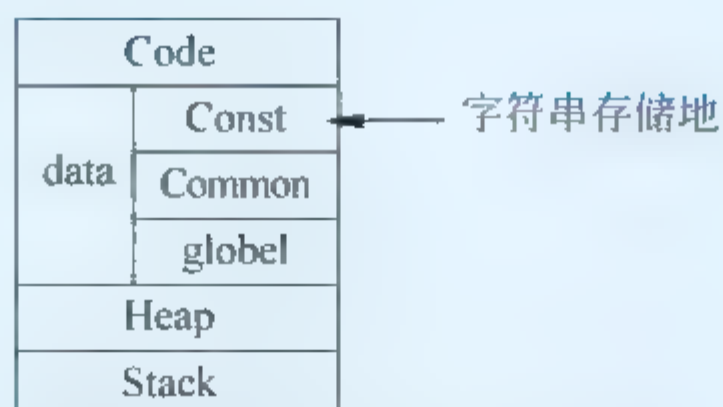 Code
data
Const
字符串存储地
Common
globel
Heap
Stack